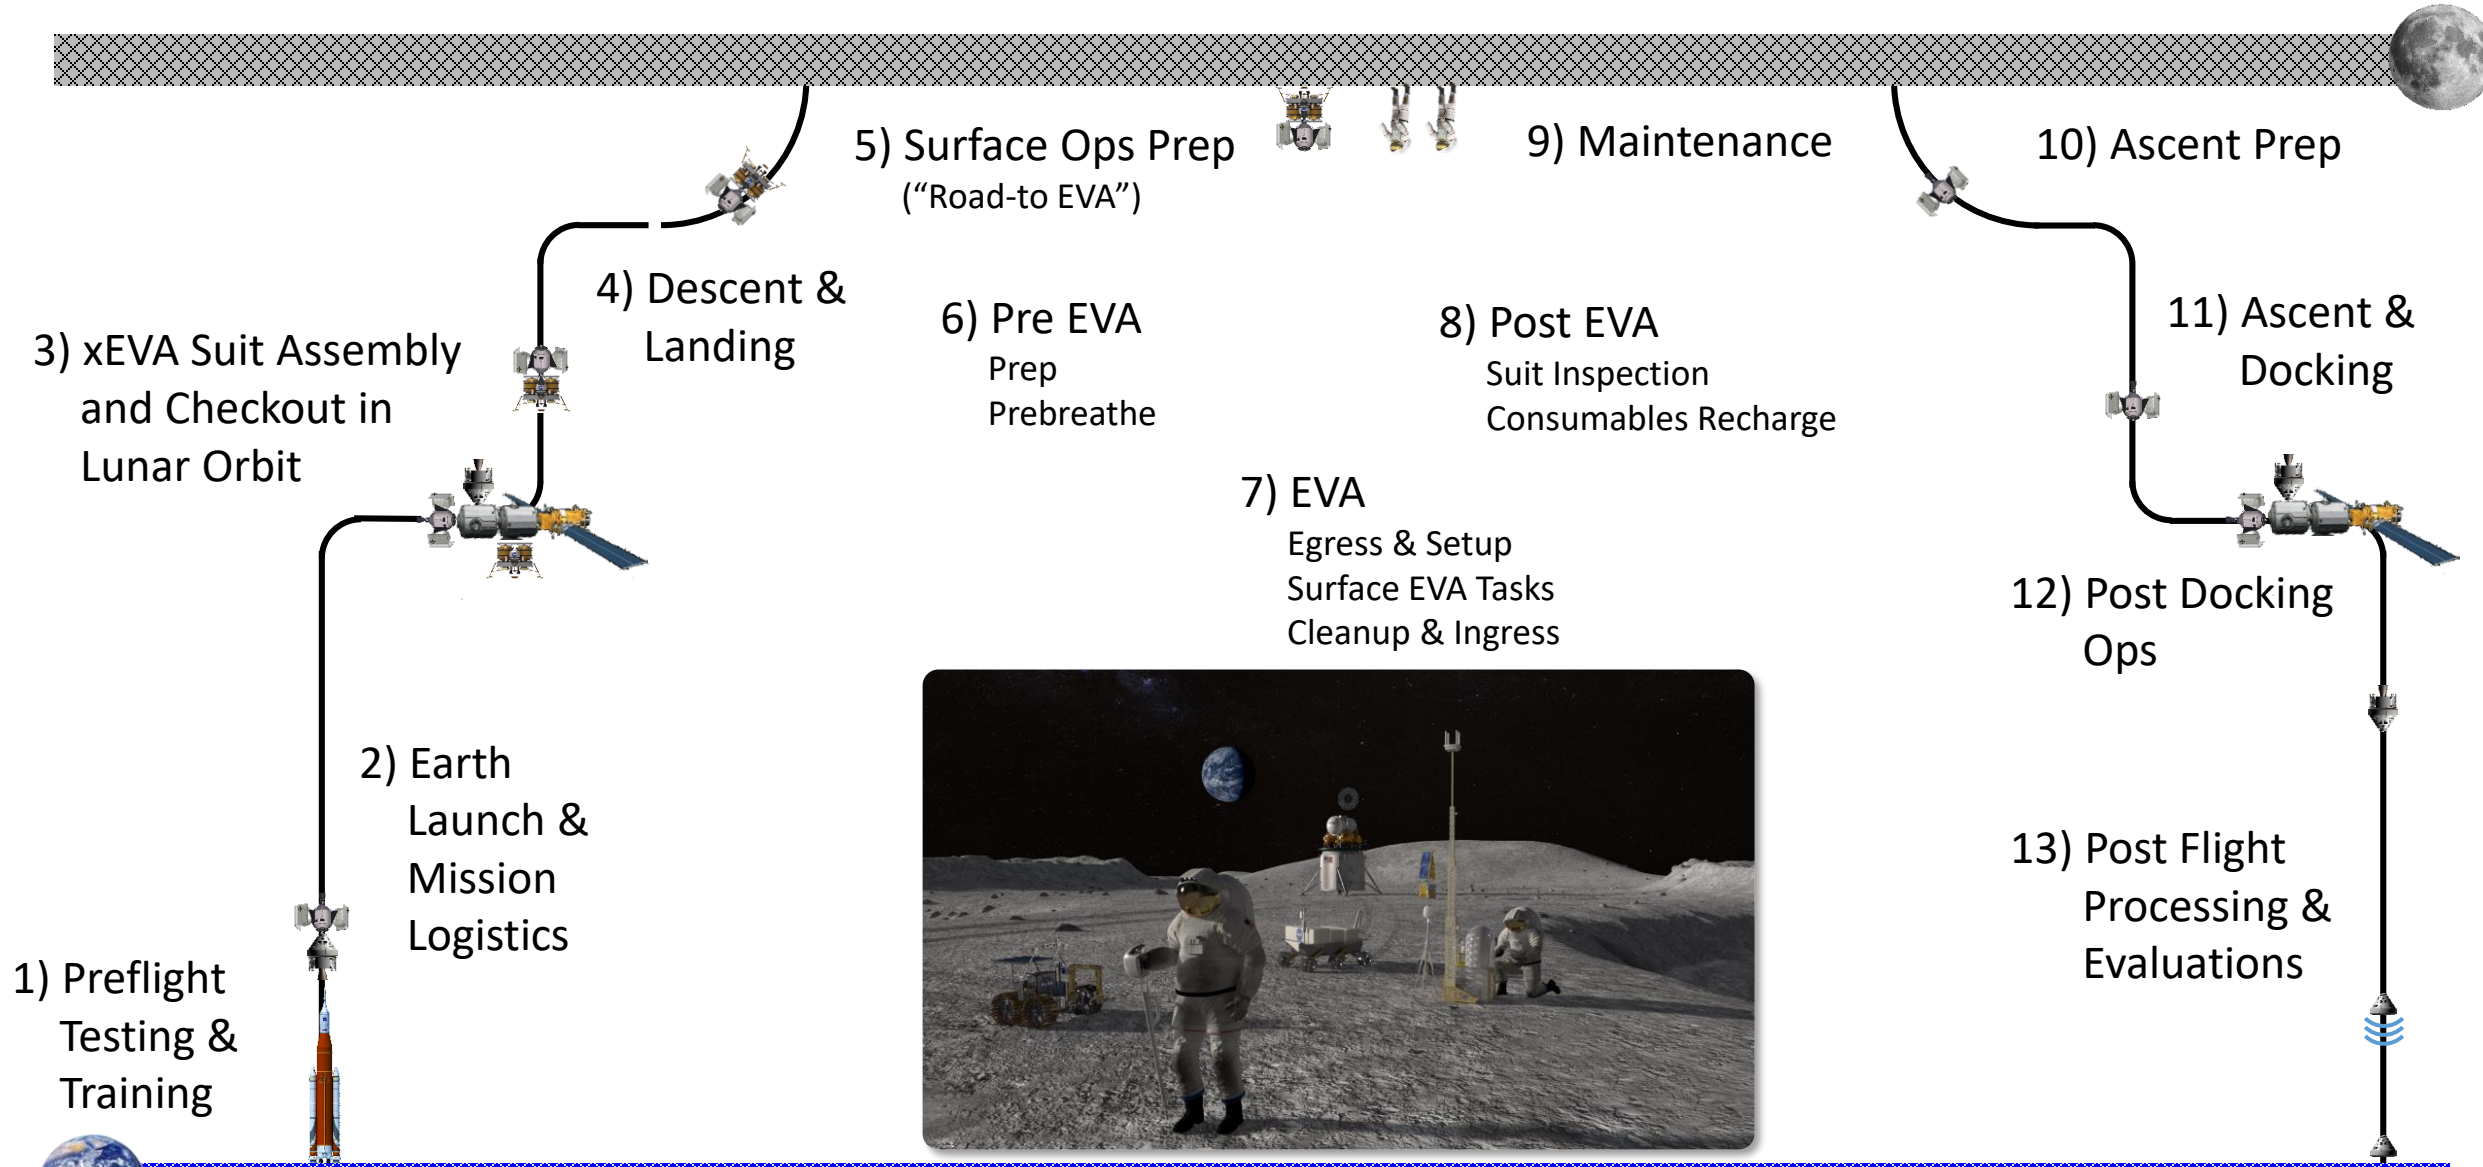 1) Preflight
Testing &
Training
2) Earth
Launch &
Mission
Logistics
3) xEVA Suit Assembly
and Checkout in
Lunar Orbit
4) Descent &
Landing
5) Surface Ops Prep
(“Road-to EVA”)
6) Pre EVA
Prep
Prebreathe
7) EVA
Egress & Setup
Surface EVA Tasks
Cleanup & Ingress
8) Post EVA
Suit Inspection
Consumables Recharge
9) Maintenance
10) Ascent Prep
11) Ascent &
Docking
12) Post Docking
Ops
13) Post Flight
Processing &
Evaluations